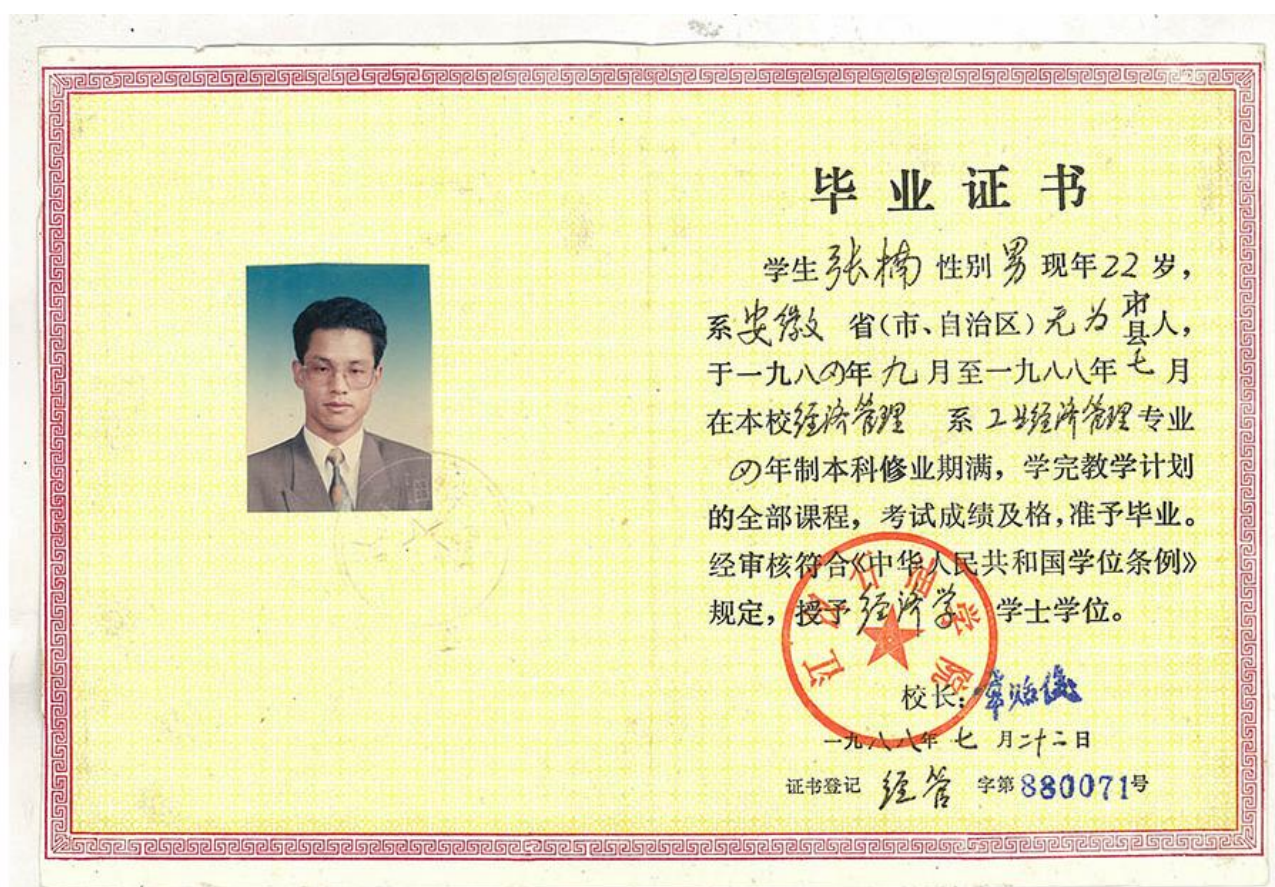 毕业证书
学生 张楠 性别 男 现年 22 岁，
系 安徽 省(市、自治区) 无为 市县人，
于一九八四年 九 月至一九八八年 七 月
在本校 经济管理 系 工业经济管理 专业
四年制本科修业期满，学完教学计划
的全部课程，考试成绩及格，准予毕业。
经审核符合《中华人民共和国学位条例》
规定，授予 经济学 学士学位。
江汉石油学院
校长：
一九八八年 七 月二十二日
证书登记 经管 字第880071号